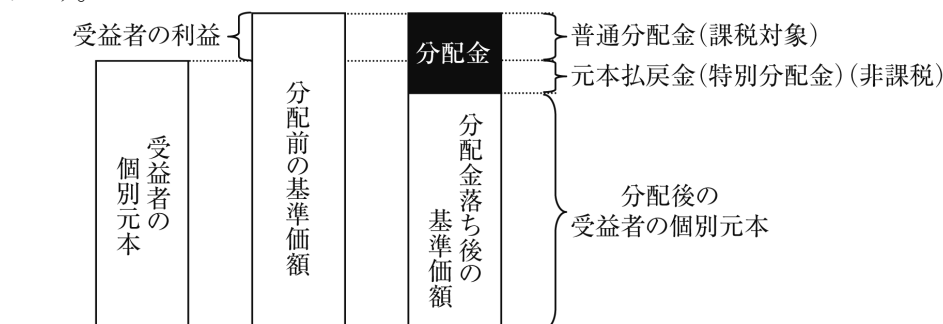 受益者の利益
分配金
普通分配金(課税対象)
元本払戻金(特別分配金)(非課税)
受益者の
個別元本
分配前の基準価額
分配金落ち後の
基準価額
分配後の
受益者の個別元本